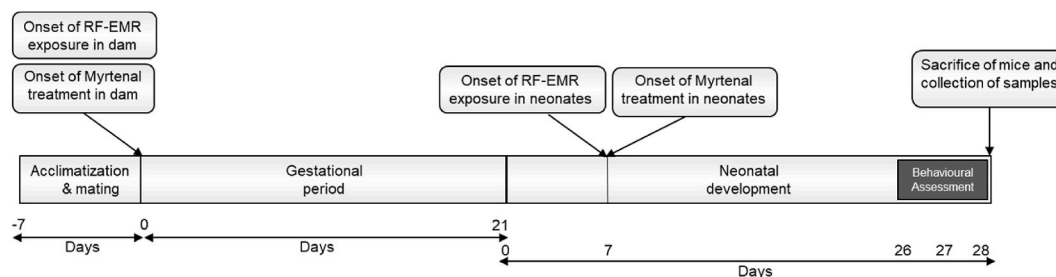 Onset of RF-EMR
exposure in dam
Onset of Myrtenal
treatment in dam
Onset of RF-EMR
exposure in neonates
Onset of Myrtenal
treatment in neonates
Sacrifice of mice and
collection of samples
Acclimatization
& mating
Gestational
period
Neonatal
development
Behavioural
Assessment
-7
0
21
Days
Days
0
7
26
27
28
Days